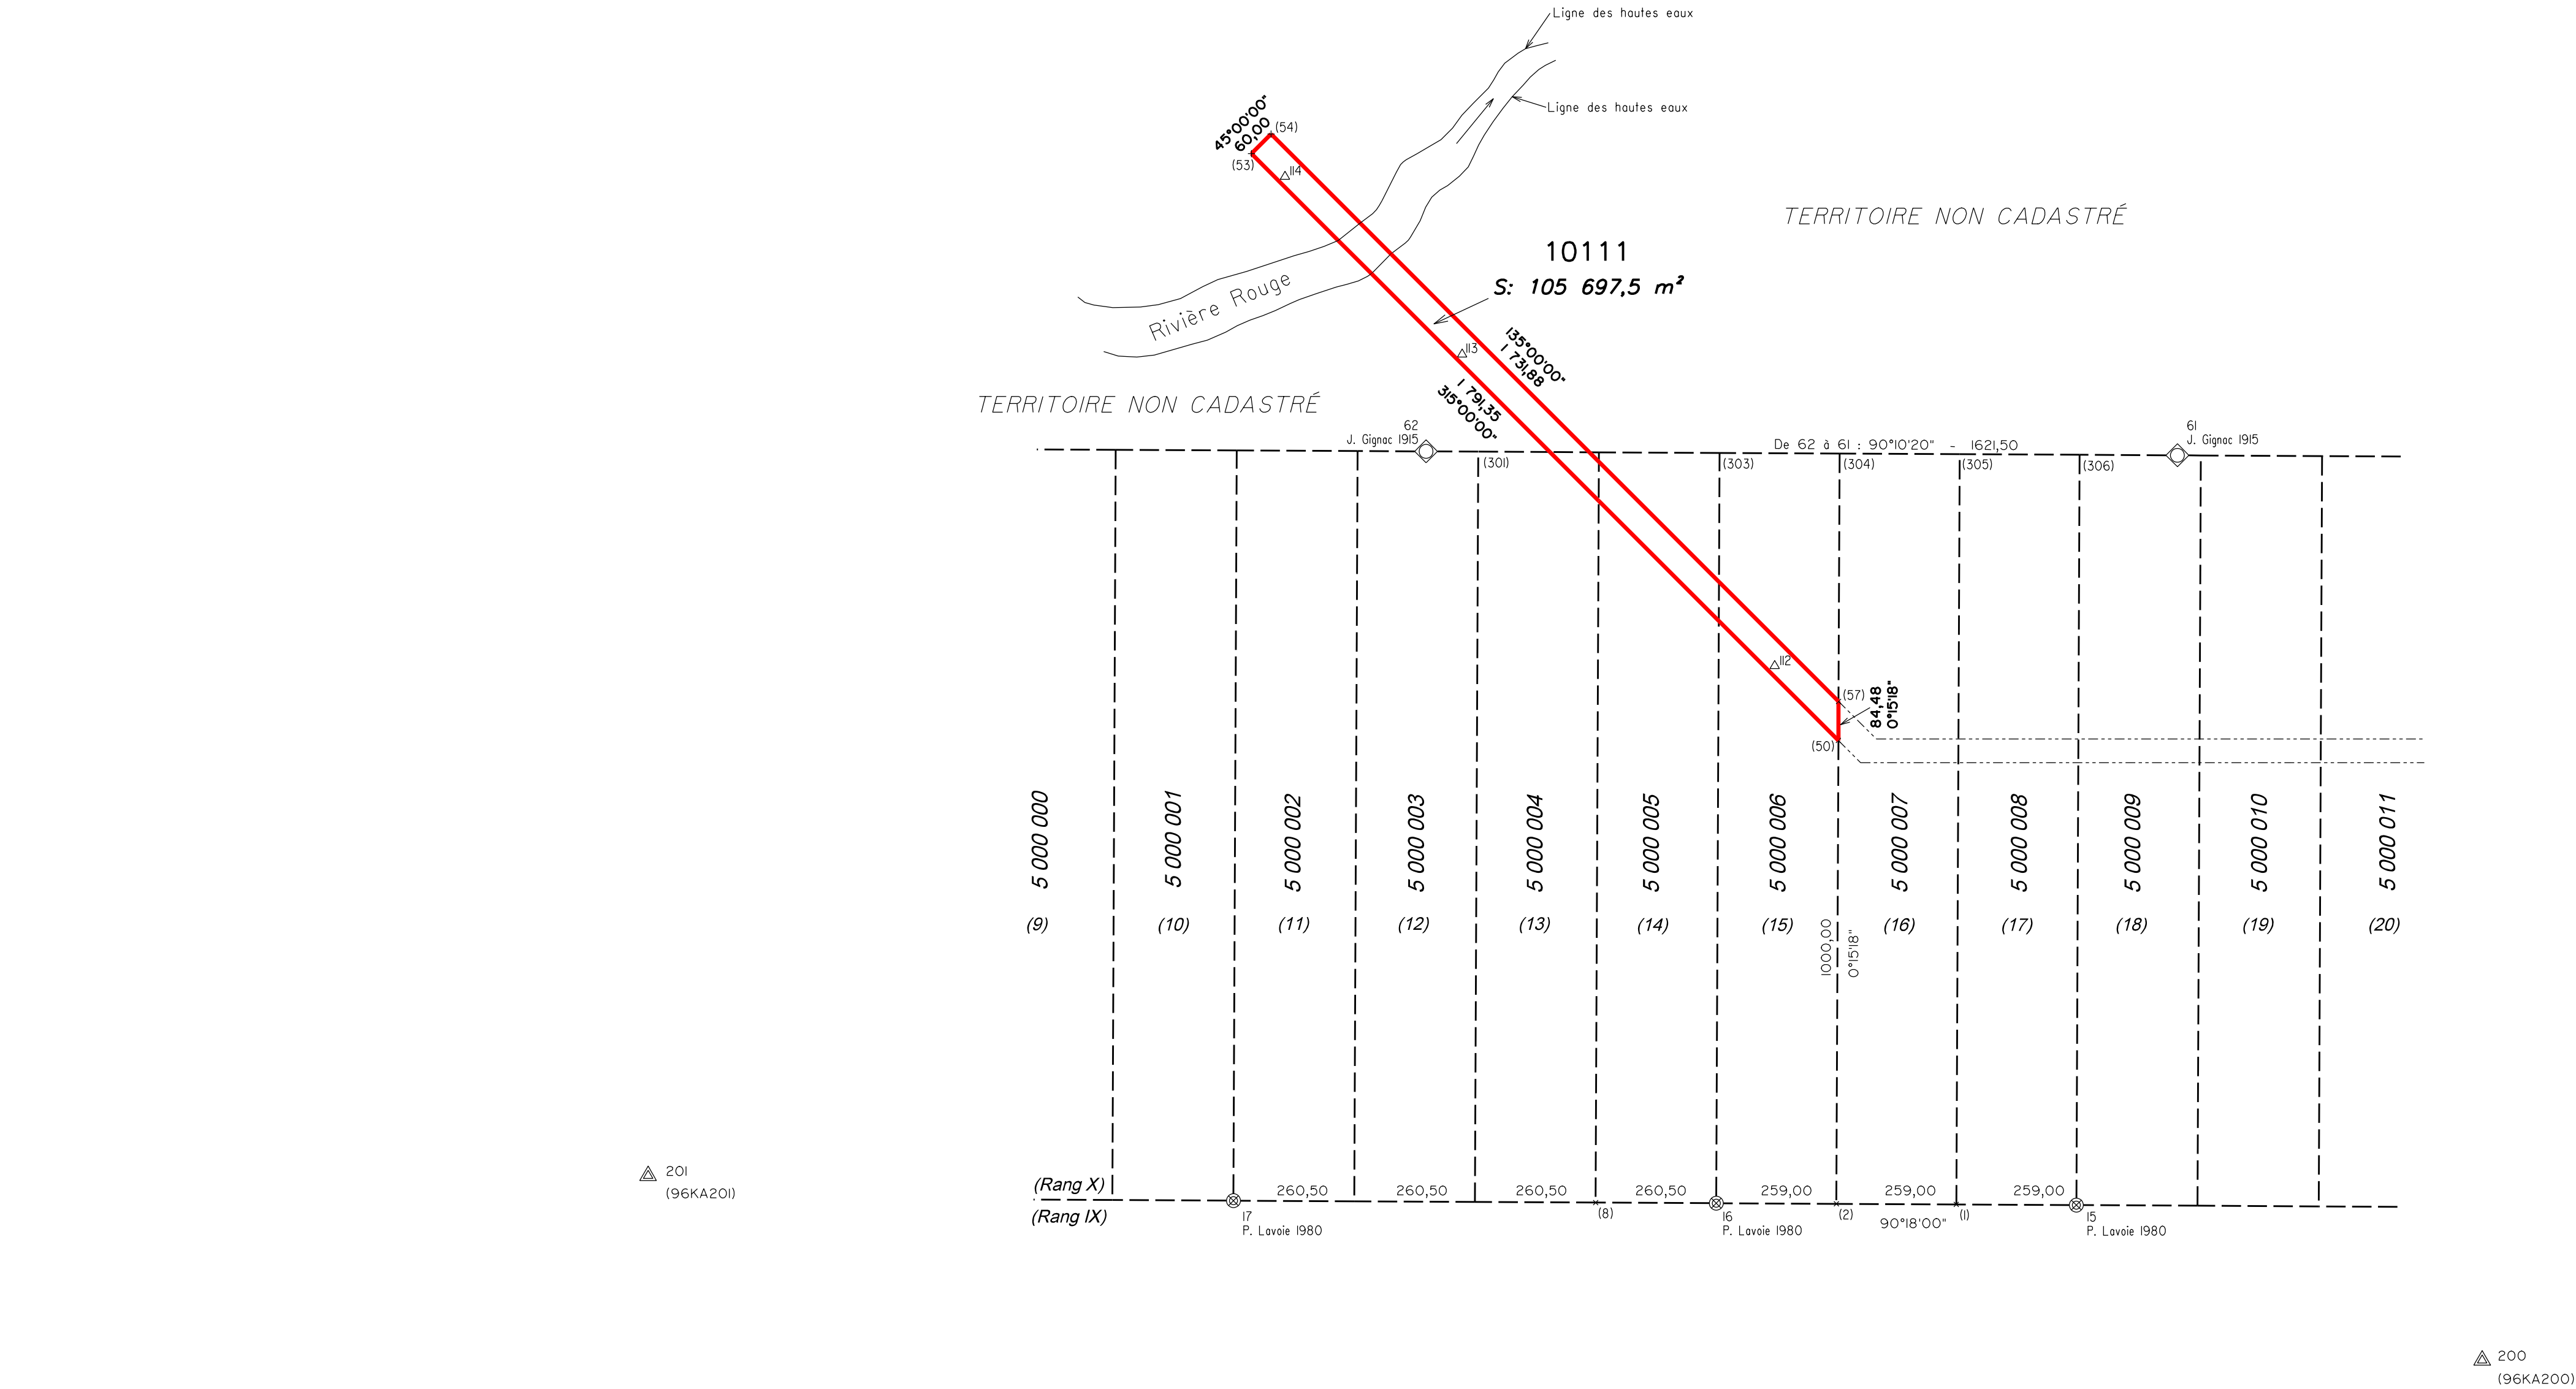 Ligne des hautes eaux
Ligne des hautes eaux
45°00'00"
60,00
(54)
(53)
114
TERRITOIRE NON CADASTRÉ
10111
S: 105 697,5 m²
Rivière Rouge
113
135°00'00"
1 731,88
1 791,35
315°00'00"
TERRITOIRE NON CADASTRÉ
62
J. Gignac 1915
De 62 à 61 : 90°10'20" - 1621,50
61
J. Gignac 1915
(301)
(303)
(304)
(305)
(306)
112
(57)
84,48
0°15'18"
(50)
5 000 000
5 000 001
5 000 002
5 000 003
5 000 004
5 000 005
5 000 006
5 000 007
5 000 008
5 000 009
5 000 010
5 000 011
(9)
(10)
(11)
(12)
(13)
(14)
(15)
(16)
(17)
(18)
(19)
(20)
1000,00
0°15'18"
201
(96KA201)
(Rang X)
(Rang IX)
260,50
260,50
260,50
260,50
259,00
259,00
259,00
17
P. Lavoie 1980
(8)
16
P. Lavoie 1980
(2)
90°18'00"
(1)
15
P. Lavoie 1980
200
(96KA200)